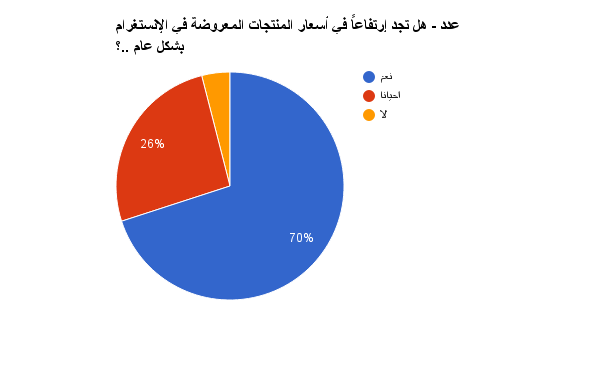 عدد - هل تجد إرتفاعاً في أسعار المنتجات المعروضة في الإنستغرام
بشكل عام ..؟
نعم
احيانا
لا
26%
70%